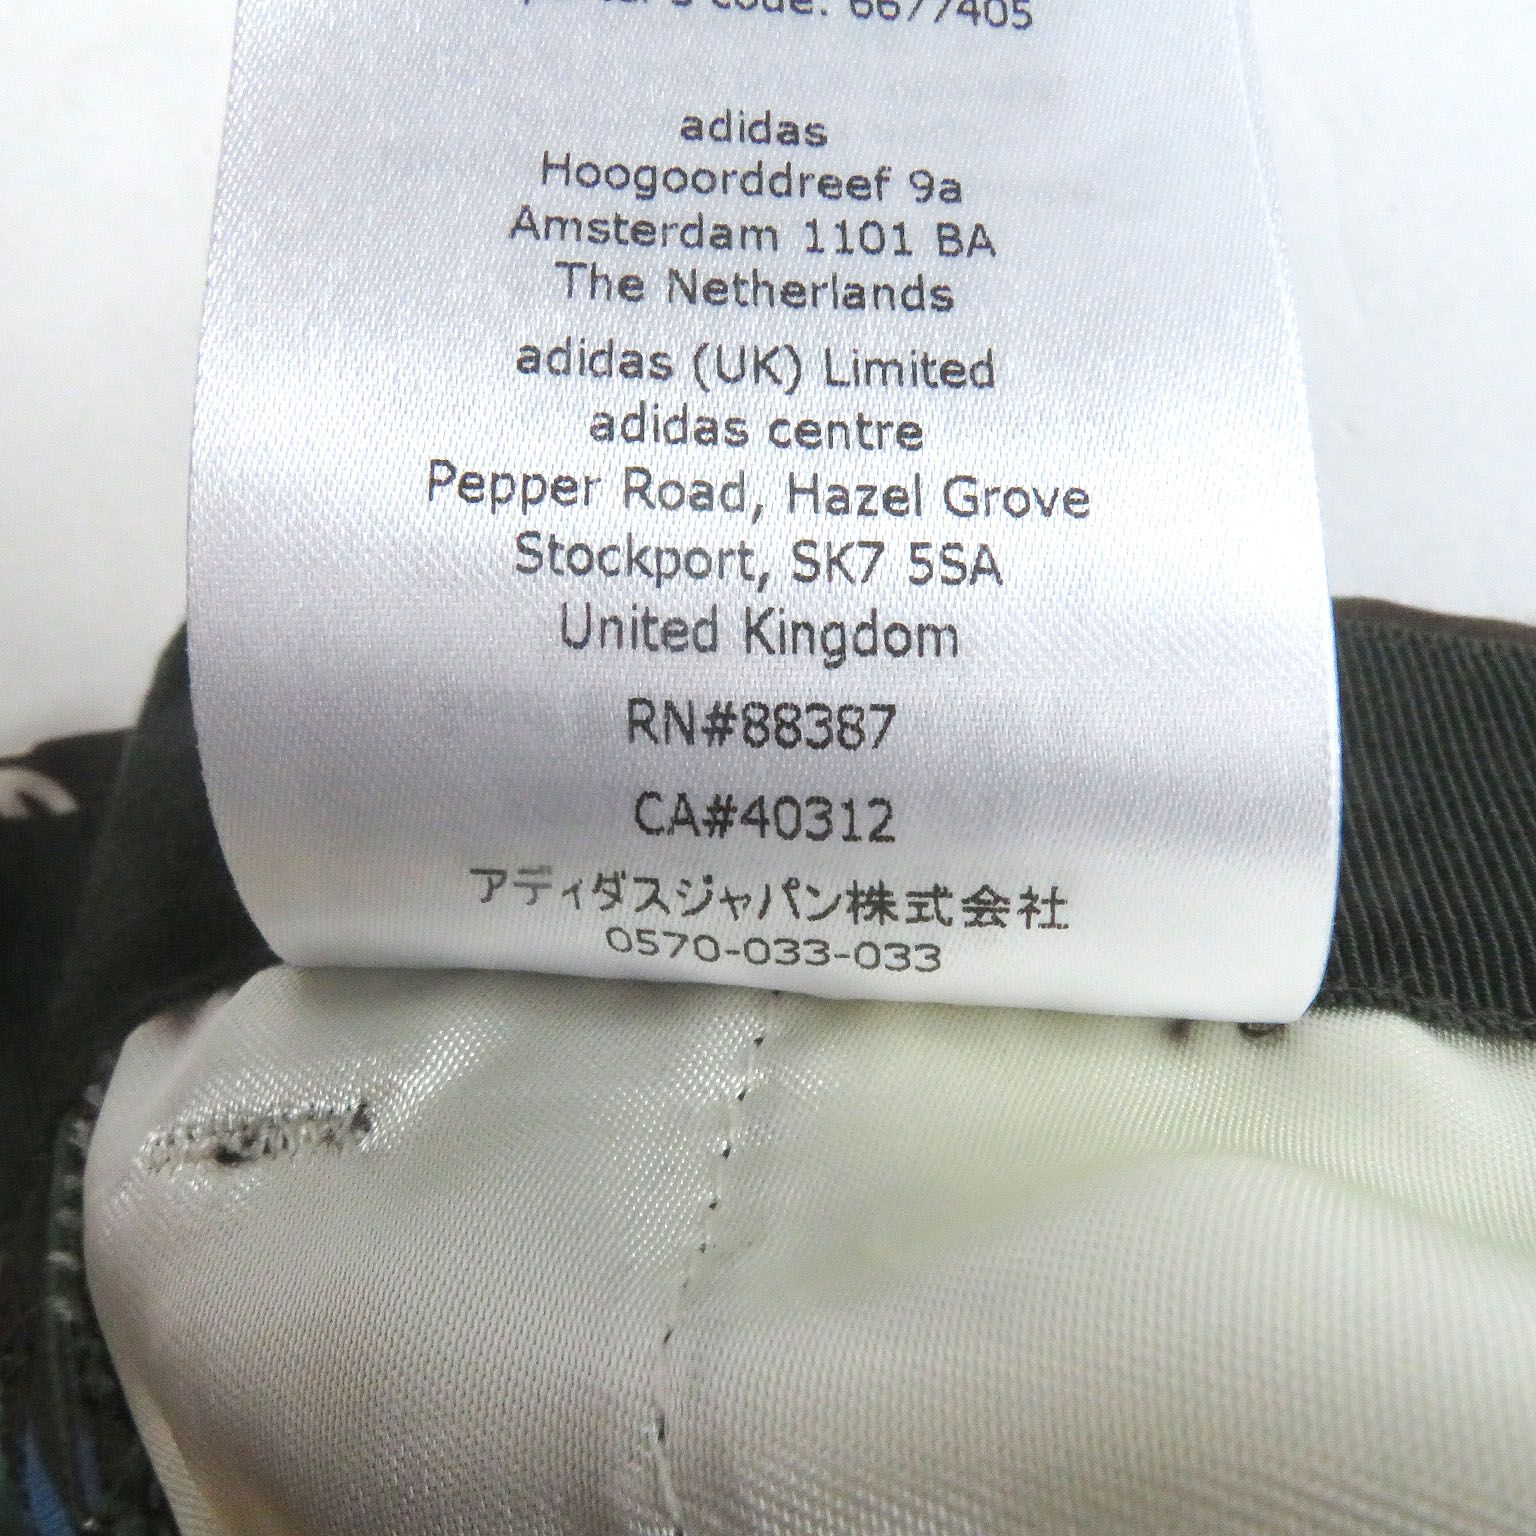 code: 6677405
adidas
Hoogoorddreef 9a
Amsterdam 1101 BA
The Netherlands
adidas (UK) Limited
adidas centre
Pepper Road, Hazel Grove
Stockport, SK7 5SA
United Kingdom
RN#88387
CA#40312
アディダスジャパン株式会社
0570-033-033